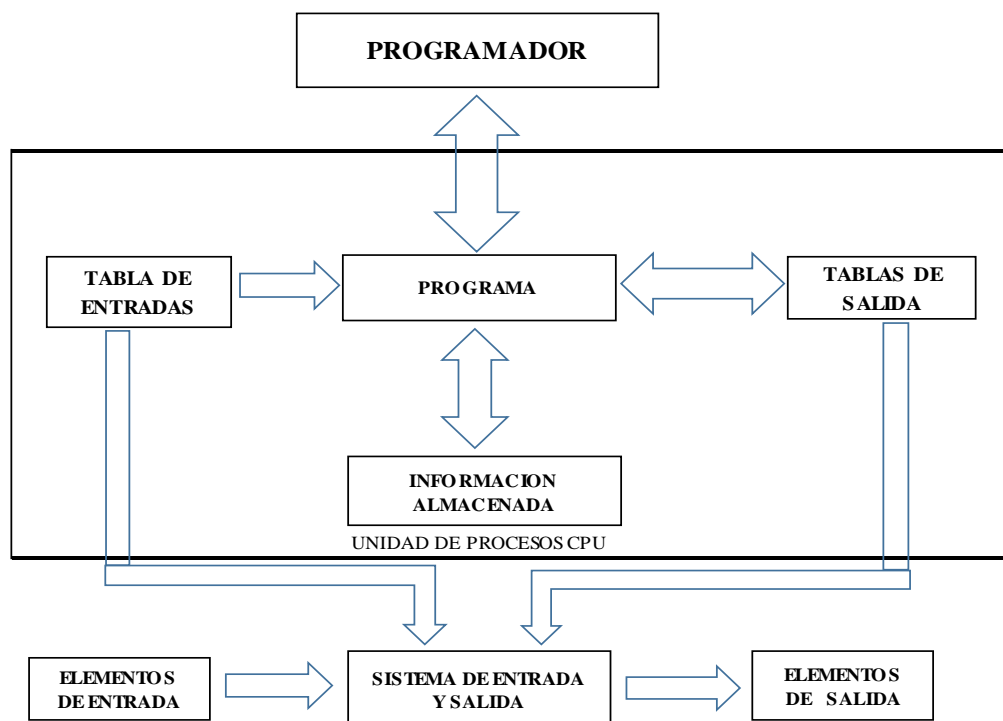 PROGRAMADOR
TABLA DE
ENTRADAS
PROGRAMA
TABLAS DE
SALIDA
INFORMACION
ALMACENADA
UNIDAD DE PROCESOS CPU
ELEMENTOS
DE ENTRADA
SISTEMA DE ENTRADA
Y SALIDA
ELEMENTOS
DE SALIDA